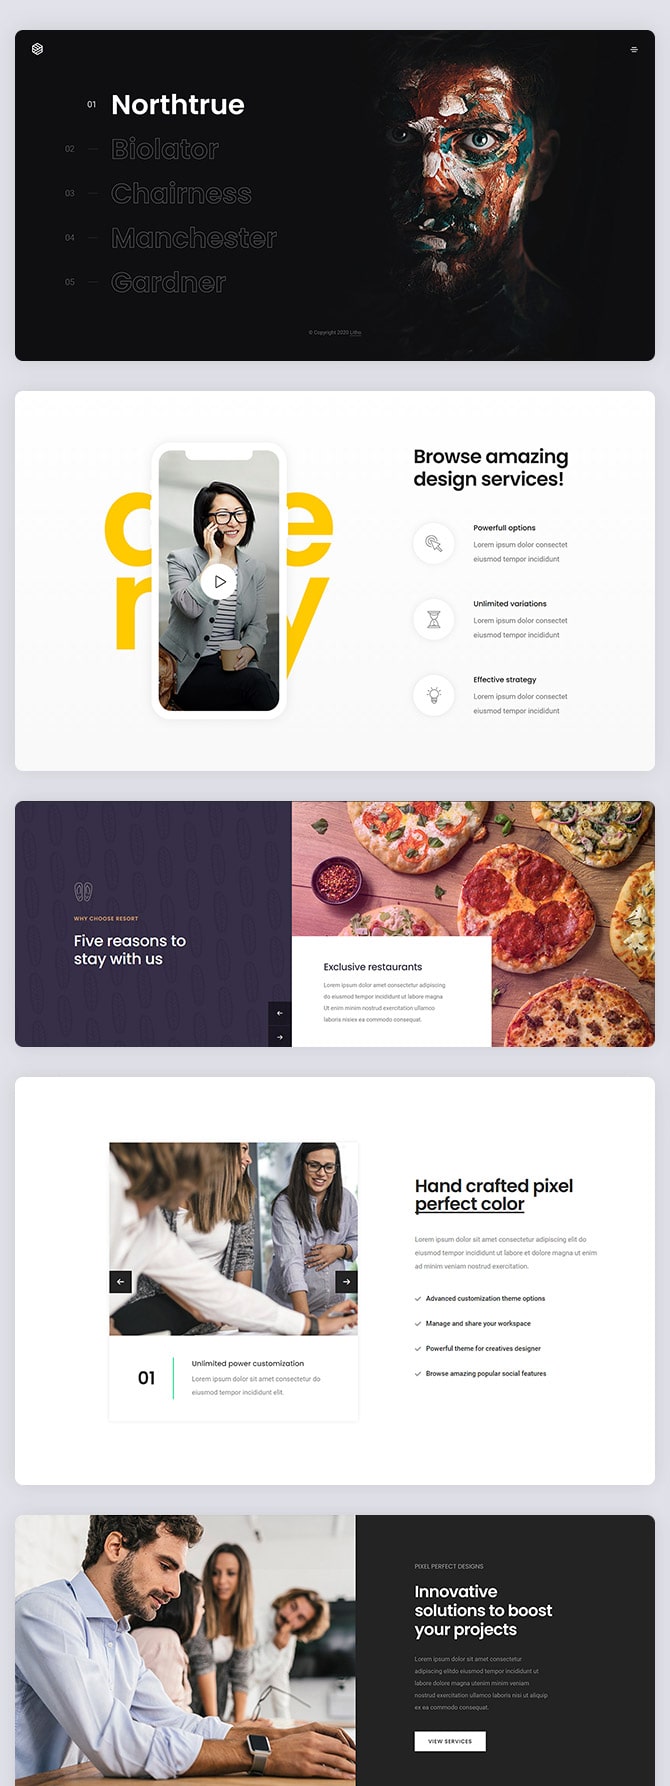 01 Northtrue
02 — Biolator
03 — Chairness
04 — Manchester
05 — Gardner
© Copyright 2020 Litho
Browse amazing
design services!
Powerfull options
Lorem ipsum dolor consectet
eiusmod tempor incididunt
Unlimited variations
Lorem ipsum dolor consectet
eiusmod tempor incididunt
Effective strategy
Lorem ipsum dolor consectet
eiusmod tempor incididunt
WHY CHOOSE RESORT
Five reasons to
stay with us
Exclusive restaurants
Lorem ipsum dolor amet consectetur adipiscing
do eiusmod tempor incididunt ut labore magna
Ut enim minim nostrud exercitation ullamco
laboris nisiex ea commodo consequat.
Hand crafted pixel
perfect color
Lorem ipsum dolor sit amet consectetur adipiscing elit do
eiusmod tempor incididunt ut labore et dolore magna ut enim
ad minim veniam nostrud exercitation.
Advanced customization theme options
Manage and share your workspace
Powerful theme for creatives designer
Browse amazing popular social features
01
Unlimited power customization
Lorem ipsum dolor sit amet consectetur do
eiusmod tempor incididunt elit.
PIXEL PERFECT DESIGNS
Innovative
solutions to boost
your projects
Lorem ipsum dolor sit amet consectetur
adipiscing elitdo eiusmod tempor incididunt ut
labore dolore magna utenim minim veniam
nostrud exercitation ullamco laboris nisi ut aliquip
ex ea commodo consequat.
VIEW SERVICES